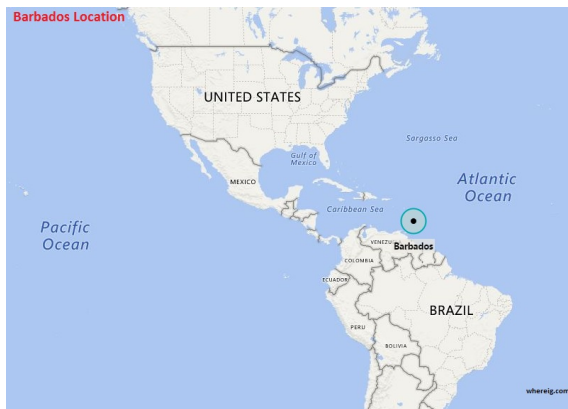 Barbados Location
UNITED STATES
Sargasso Sea
Gulf of
Mexico
MEXICO
Atlantic
Ocean
Caribbean Sea
Pacific
Ocean
VENEZU
Barbados
COLOMBIA
ECUADOR
BRAZIL
PERU
BOLIVIA
whereig.com